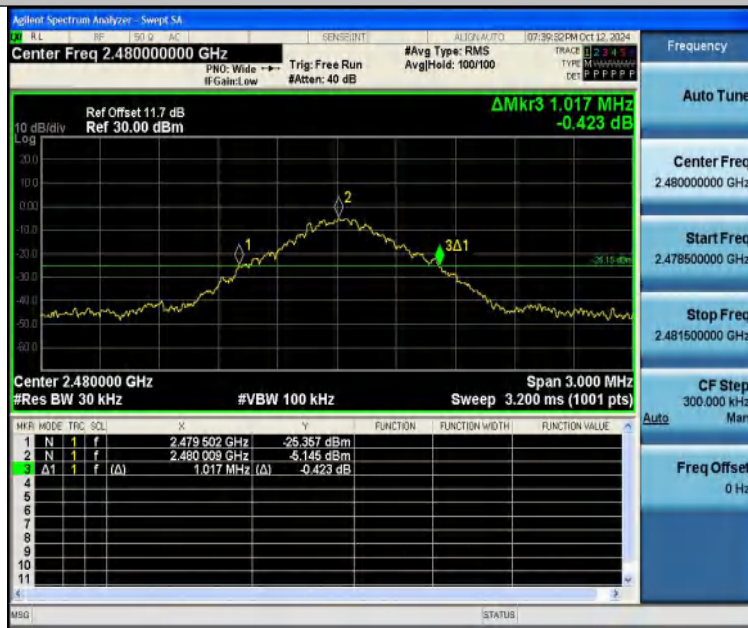 Agilent Spectrum Analyzer - Swept SA
RL RF 50 Ω AC SENSE:INT ALIGN AUTO 07:39:32PM Oct 12, 2024
Center Freq 2.480000000 GHz
PNO: Wide
IFGain:Low
Trig: Free Run
#Atten: 40 dB
#Avg Type: RMS
Avg|Hold: 100/100
TRACE 1 2 3 4 5
TYPE M
DET P P P P P P
ΔMkr3 1.017 MHz
-0.423 dB
Ref Offset 11.7 dB
10 dB/div Ref 30.00 dBm
Log
20.0
10.0
0.00
-10.0
-20.0
-30.0
-40.0
-50.0
-60.0
1
2
3Δ1
-25.15 dBm
Center 2.480000 GHz Span 3.000 MHz
#Res BW 30 kHz #VBW 100 kHz Sweep 3.200 ms (1001 pts)
MKR MODE TRC SCL X Y FUNCTION FUNCTION WIDTH FUNCTION VALUE
1 N 1 f 2.479 502 GHz -25.357 dBm
2 N 1 f 2.480 009 GHz -5.145 dBm
3 Δ1 1 f (Δ) 1.017 MHz (Δ) -0.423 dB
4
5
6
7
8
9
10
11
MSG STATUS
Frequency
Auto Tune
Center Freq
2.480000000 GHz
Start Freq
2.478500000 GHz
Stop Freq
2.481500000 GHz
CF Step
300.000 kHz
Auto Man
Freq Offset
0 Hz